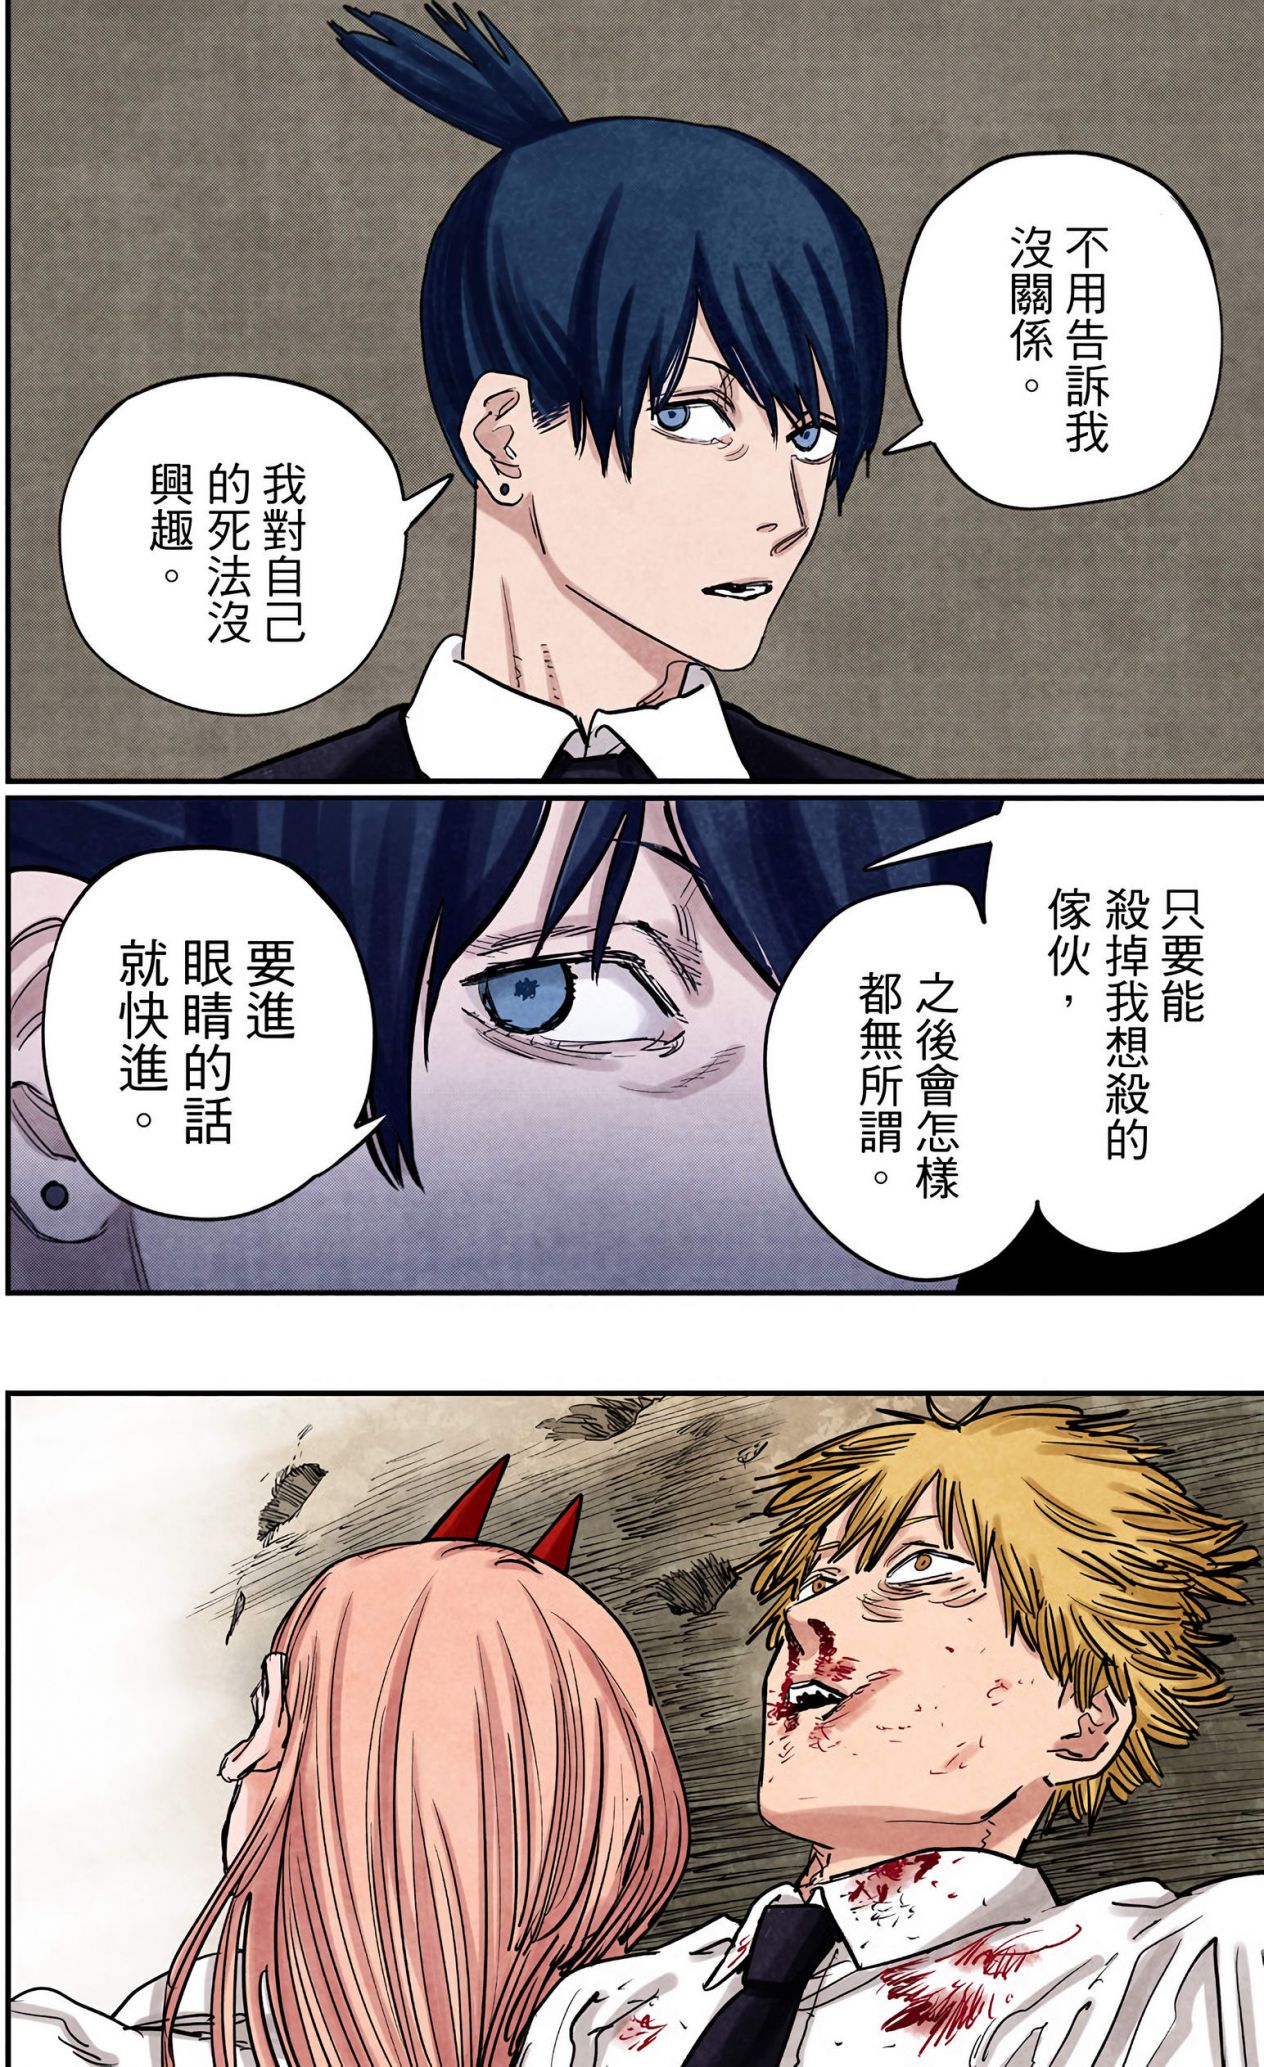 不用告訴我
沒關係。
我對自己
的死法沒
興趣。
只要能
殺掉我想殺的
傢伙，
之後會怎樣
都無所謂。
要進
眼睛的話
就快進。